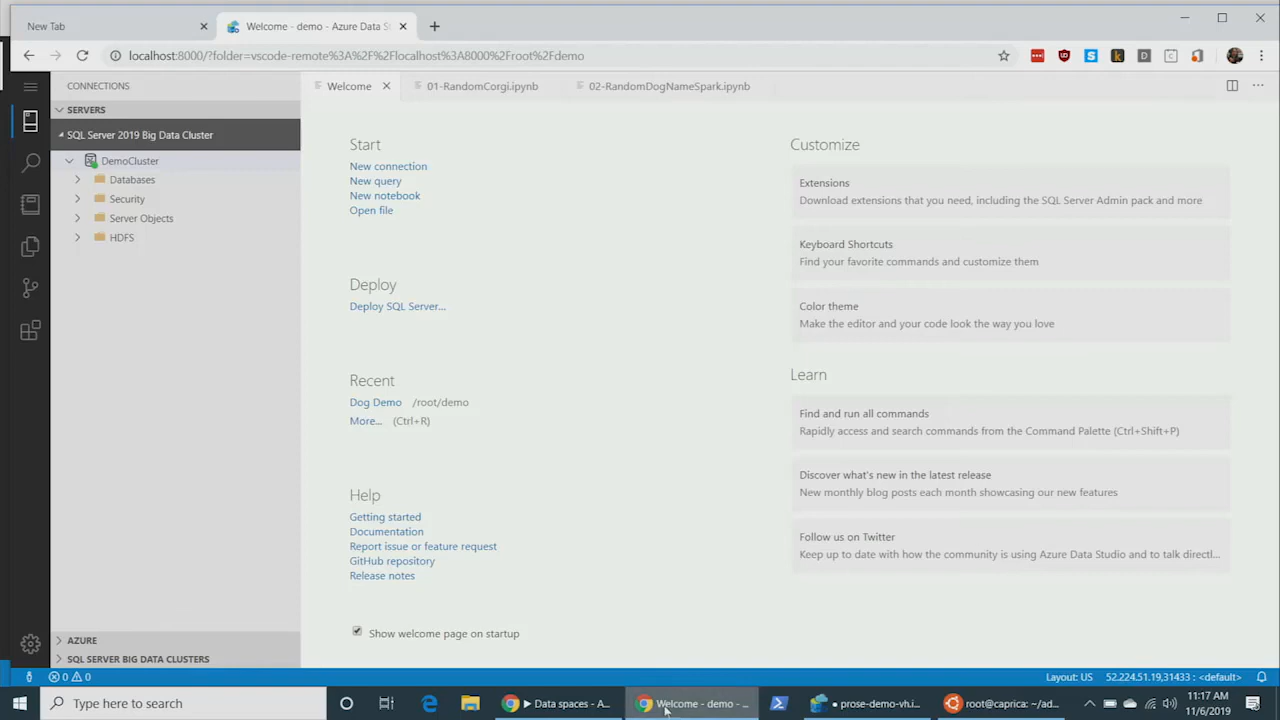 New Tab
Welcome - demo - Azure Data S
localhost:8000/?folder=vscode-remote%3A%2F%2Flocalhost%3A8000%2Froot%2Fdemo
CONNECTIONS
SERVERS
SQL Server 2019 Big Data Cluster
DemoCluster
Databases
Security
Server Objects
HDFS
AZURE
SQL SERVER BIG DATA CLUSTERS
Welcome
01-RandomCorgi.ipynb
02-RandomDogNameSpark.ipynb
Start
New connection
New query
New notebook
Open file
Deploy
Deploy SQL Server...
Recent
Dog Demo /root/demo
More... (Ctrl+R)
Help
Getting started
Documentation
Report issue or feature request
GitHub repository
Release notes
Show welcome page on startup
Customize
Extensions
Download extensions that you need, including the SQL Server Admin pack and more
Keyboard Shortcuts
Find your favorite commands and customize them
Color theme
Make the editor and your code look the way you love
Learn
Find and run all commands
Rapidly access and search commands from the Command Palette (Ctrl+Shift+P)
Discover what's new in the latest release
New monthly blog posts each month showcasing our new features
Follow us on Twitter
Keep up to date with how the community is using Azure Data Studio and to talk directl...
0 0
Layout: US 52.224.51.19,31433 : <default>
Type here to search
Data spaces - A...
Welcome - demo - ...
prose-demo-vh.i...
root@caprica: ~/ad...
11:17 AM
11/6/2019